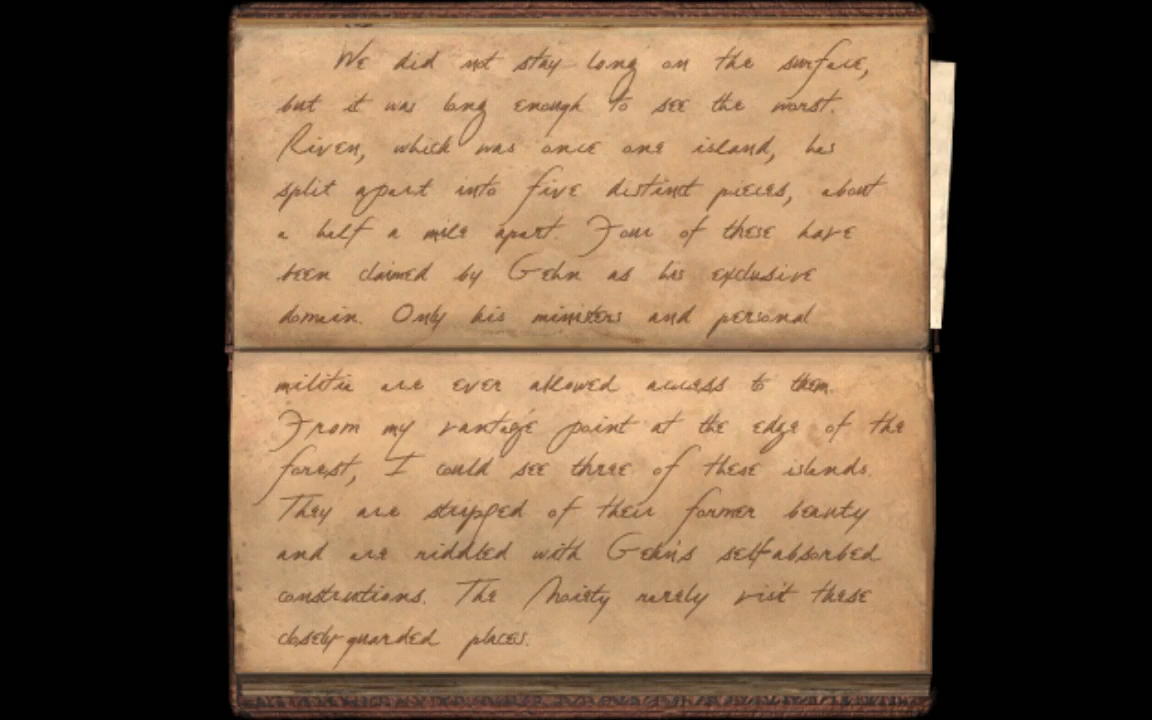 We did not stay long on the surface,
but it was long enough to see the worst.
Riven, which was once one island, has
split apart into five distinct pieces, about
a half a mile apart. Four of these have
been claimed by Gehn as his exclusive
domain. Only his ministers and personal
militia are ever allowed access to them.
From my vantage point at the edge of the
forest, I could see three of these islands.
They are stripped of their former beauty
and are riddled with Gehn's self-absorbed
constructions. The Moiety rarely visit these
closely-guarded places.